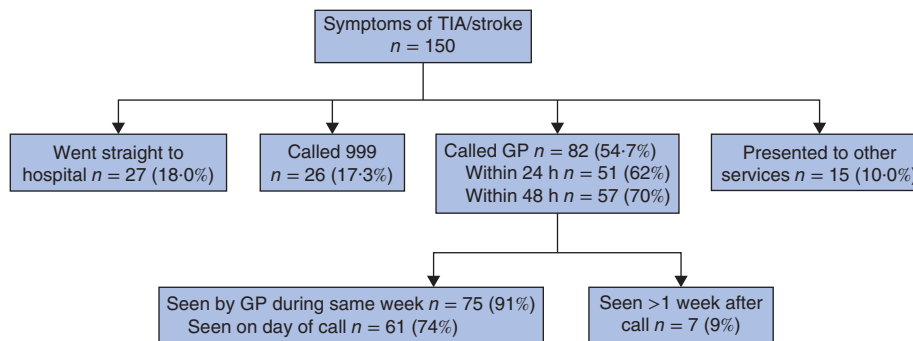 Symptoms of TIA/stroke
n = 150
Went straight to
hospital n = 27 (18·0%)
Called 999
n = 26 (17·3%)
Called GP n = 82 (54·7%)
Within 24 h n = 51 (62%)
Within 48 h n = 57 (70%)
Presented to other
services n = 15 (10·0%)
Seen by GP during same week n = 75 (91%)
Seen on day of call n = 61 (74%)
Seen >1 week after
call n = 7 (9%)